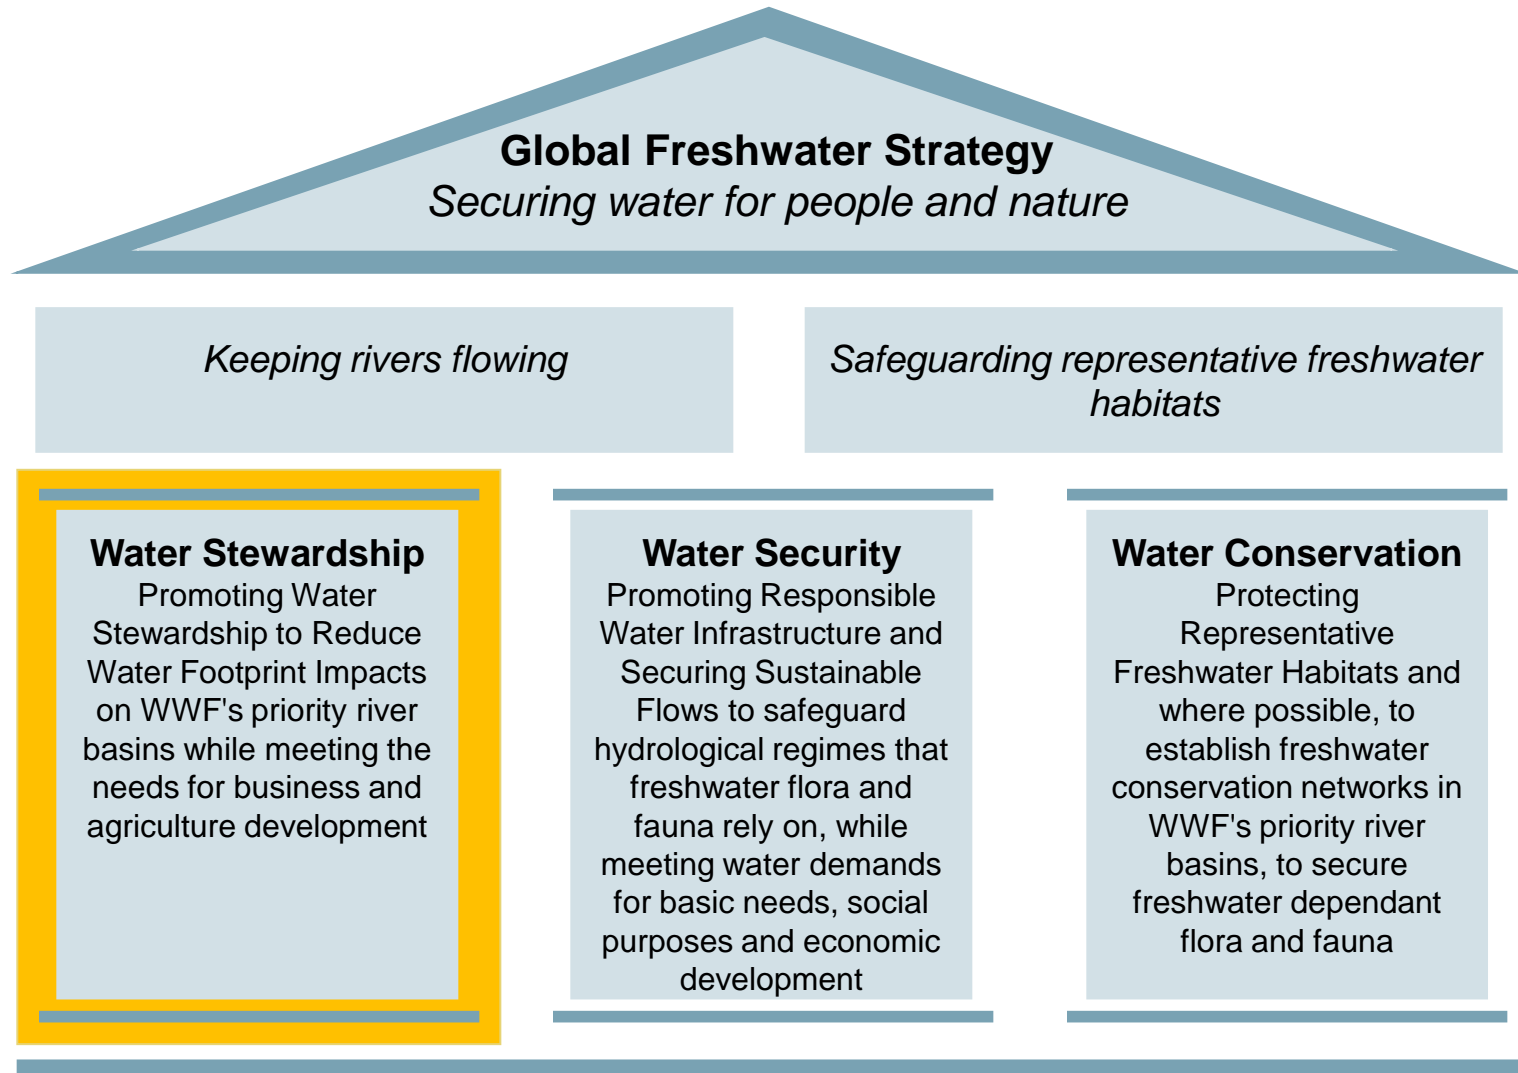 Global Freshwater Strategy
Securing water for people and nature
Keeping rivers flowing
Safeguarding representative freshwater
habitats
Water Stewardship
Promoting Water
Stewardship to Reduce
Water Footprint Impacts
on WWF's priority river
basins while meeting the
needs for business and
agriculture development
Water Security
Promoting Responsible
Water Infrastructure and
Securing Sustainable
Flows to safeguard
hydrological regimes that
freshwater flora and
fauna rely on, while
meeting water demands
for basic needs, social
purposes and economic
development
Water Conservation
Protecting
Representative
Freshwater Habitats and
where possible, to
establish freshwater
conservation networks in
WWF's priority river
basins, to secure
freshwater dependant
flora and fauna